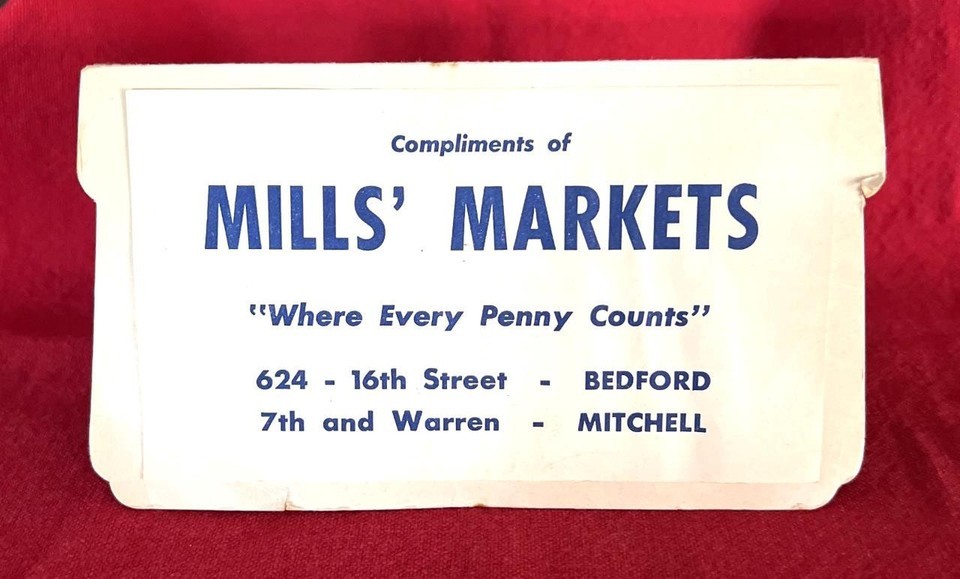 Compliments of
MILLS' MARKETS
"Where Every Penny Counts"
624 - 16th Street - BEDFORD
7th and Warren - MITCHELL